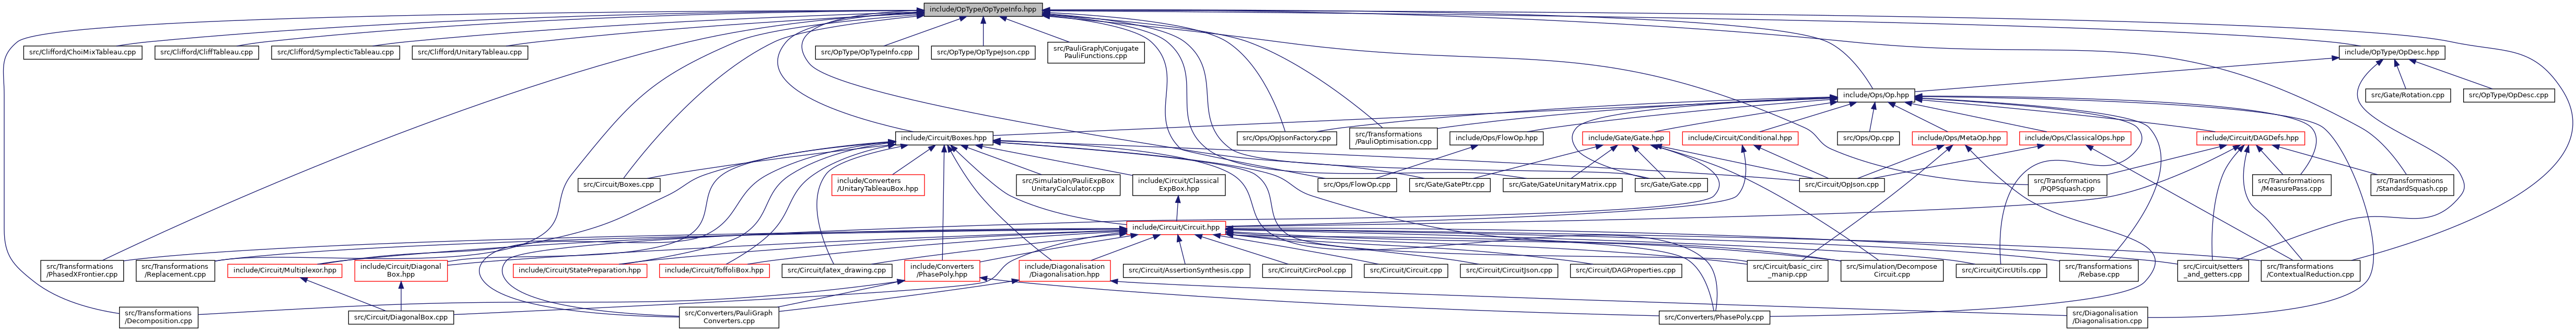 include/OpType/OpTypeInfo.hpp
src/Clifford/ChoiMixTableau.cpp
src/Clifford/CliffTableau.cpp
src/Clifford/SymplecticTableau.cpp
src/Clifford/UnitaryTableau.cpp
src/OpType/OpTypeInfo.cpp
src/OpType/OpTypeJson.cpp
src/PauliGraph/Conjugate
PauliFunctions.cpp
include/OpType/OpDesc.hpp
include/Ops/Op.hpp
src/Gate/Rotation.cpp
src/OpType/OpDesc.cpp
include/Circuit/Boxes.hpp
src/Ops/OpJsonFactory.cpp
src/Transformations
/PauliOptimisation.cpp
include/Ops/FlowOp.hpp
include/Gate/Gate.hpp
include/Circuit/Conditional.hpp
src/Ops/Op.cpp
include/Ops/MetaOp.hpp
include/Ops/ClassicalOps.hpp
include/Circuit/DAGDefs.hpp
src/Circuit/Boxes.cpp
include/Converters
/UnitaryTableauBox.hpp
src/Simulation/PauliExpBox
UnitaryCalculator.cpp
include/Circuit/Classical
ExpBox.hpp
src/Ops/FlowOp.cpp
src/Gate/GatePtr.cpp
src/Gate/GateUnitaryMatrix.cpp
src/Gate/Gate.cpp
src/Circuit/OpJson.cpp
src/Transformations
/PQPSquash.cpp
src/Transformations
/MeasurePass.cpp
src/Transformations
/StandardSquash.cpp
include/Circuit/Circuit.hpp
src/Transformations
/PhasedXFrontier.cpp
src/Transformations
/Replacement.cpp
include/Circuit/Multiplexor.hpp
include/Circuit/Diagonal
Box.hpp
include/Circuit/StatePreparation.hpp
include/Circuit/ToffoliBox.hpp
src/Circuit/latex_drawing.cpp
include/Converters
/PhasePoly.hpp
include/Diagonalisation
/Diagonalisation.hpp
src/Circuit/AssertionSynthesis.cpp
src/Circuit/CircPool.cpp
src/Circuit/Circuit.cpp
src/Circuit/CircuitJson.cpp
src/Circuit/DAGProperties.cpp
src/Circuit/basic_circ
_manip.cpp
src/Simulation/Decompose
Circuit.cpp
src/Circuit/CircUtils.cpp
src/Transformations
/Rebase.cpp
src/Circuit/setters
_and_getters.cpp
src/Transformations
/ContextualReduction.cpp
src/Transformations
/Decomposition.cpp
src/Circuit/DiagonalBox.cpp
src/Converters/PauliGraph
Converters.cpp
src/Converters/PhasePoly.cpp
src/Diagonalisation
/Diagonalisation.cpp